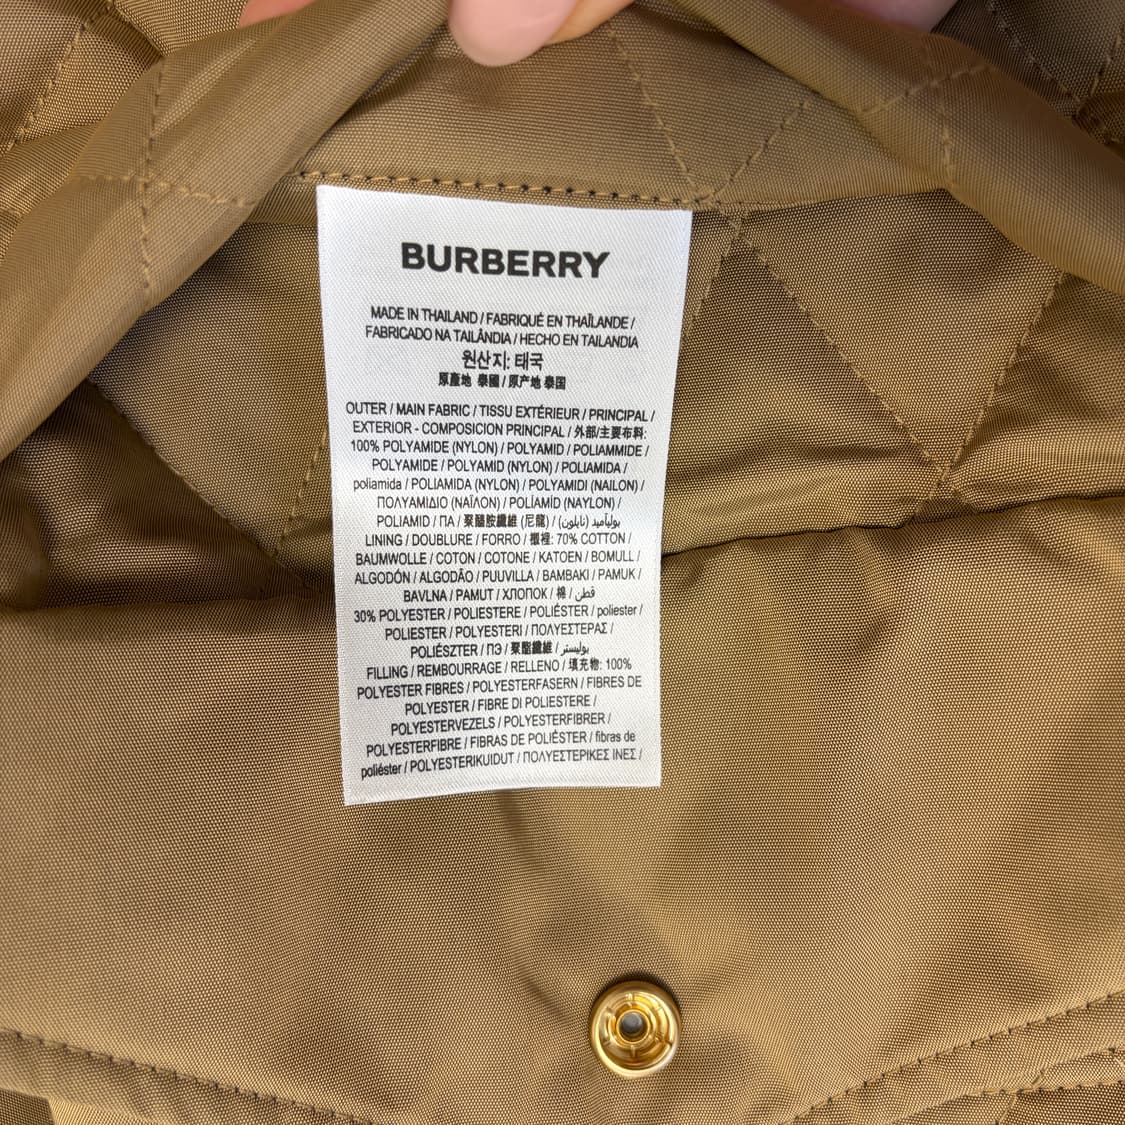 BURBERRY
MADE IN THAILAND / FABRIQUÉ EN THAÏLANDE /
FABRICADO NA TAILÂNDIA / HECHO EN TAILANDIA
원산지: 태국
原產地 泰國 / 原产地 泰国
OUTER / MAIN FABRIC / TISSU EXTÉRIEUR / PRINCIPAL /
EXTERIOR - COMPOSICION PRINCIPAL / 外部/主要布料:
100% POLYAMIDE (NYLON) / POLYAMID / POLIAMMIDE /
POLYAMIDE / POLYAMID (NYLON) / POLIAMIDA /
poliamida / POLIAMIDA (NYLON) / POLYAMIDI (NAILON) /
ΠΟΛΥΑΜΙΔΙΟ (ΝΑΪΛΟΝ) / POLÍAMÍD (NAYLON) /
POLIAMID / ПА / 聚醯胺纖維 (尼龍) / بولياميد (نايلون) /
LINING / DOUBLURE / FORRO / 襯裡: 70% COTTON /
BAUMWOLLE / COTON / COTONE / KATOEN / BOMULL /
ALGODÓN / ALGODÃO / PUUVILLA / BAMBAKI / PAMUK /
BAVLNA / PAMUT / ХЛОПОК / 棉 / قطن /
30% POLYESTER / POLIESTERE / POLIÉSTER / poliester /
POLIESTER / POLYESTERI / ΠΟΛΥΕΣΤΕΡΑΣ /
POLIÉSZTER / ПЭ / 聚酯纖維 / بوليستر /
FILLING / REMBOURRAGE / RELLENO / 填充物: 100%
POLYESTER FIBRES / POLYESTERFASERN / FIBRES DE
POLYESTER / FIBRE DI POLIESTERE /
POLYESTERVEZELS / POLYESTERFIBRER /
POLYESTERFIBRE / FIBRAS DE POLIÉSTER / fibras de
poliéster / POLYESTERIKUIDUT / ΠΟΛΥΕΣΤΕΡΙΚΕΣ ΙΝΕΣ /